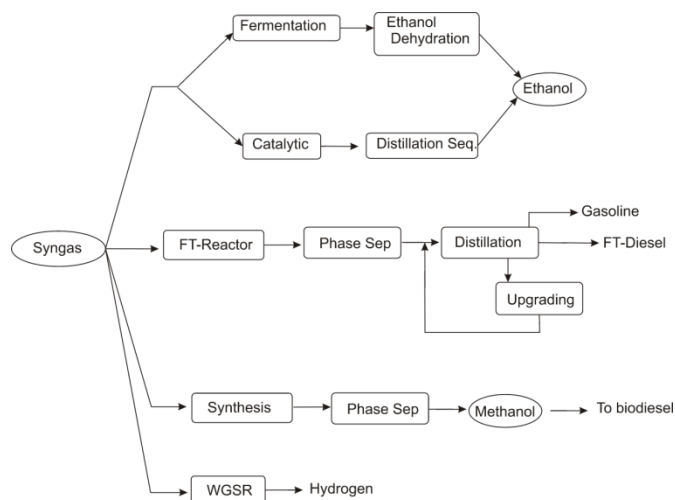 Fermentation
Ethanol
Dehydration
Ethanol
Catalytic
Distillation Seq.
Syngas
FT-Reactor
Phase Sep
Distillation
Gasoline
FT-Diesel
Upgrading
Synthesis
Phase Sep
Methanol
To biodiesel
WGSR
Hydrogen